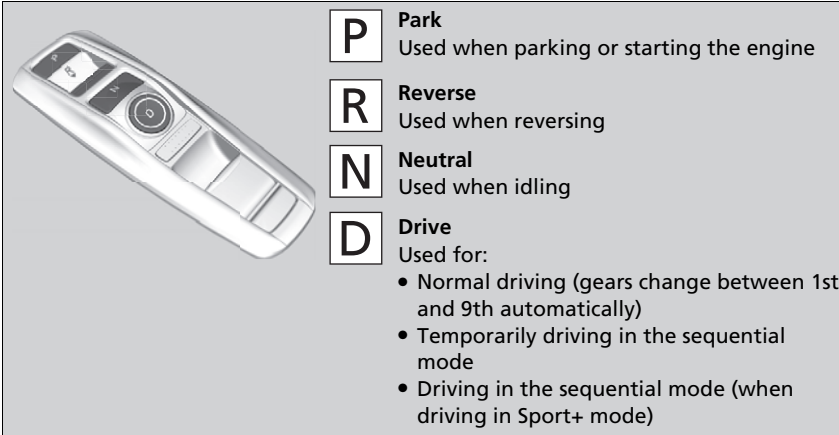 P
Park
Used when parking or starting the engine
R
Reverse
Used when reversing
N
Neutral
Used when idling
D
Drive
Used for:
• Normal driving (gears change between 1st
and 9th automatically)
• Temporarily driving in the sequential
mode
• Driving in the sequential mode (when
driving in Sport+ mode)
P
N
D